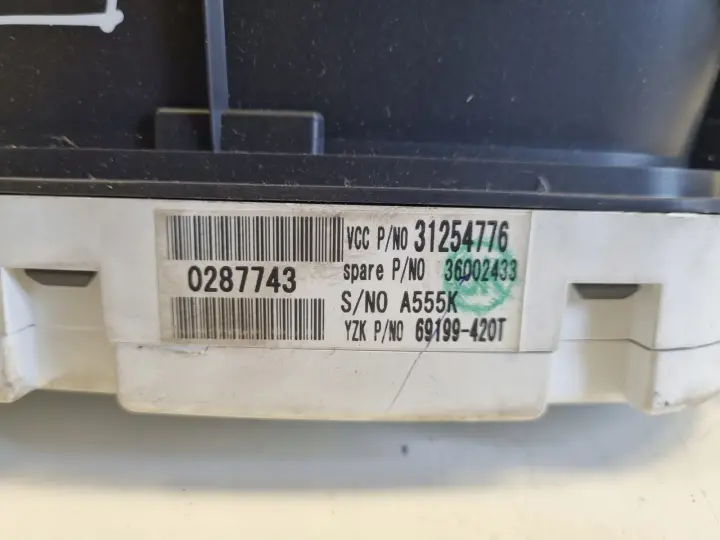 VCC P/NO 31254776
0287743
spare P/NO 36002433
S/NO A555K
YZK P/NO 69199-420T